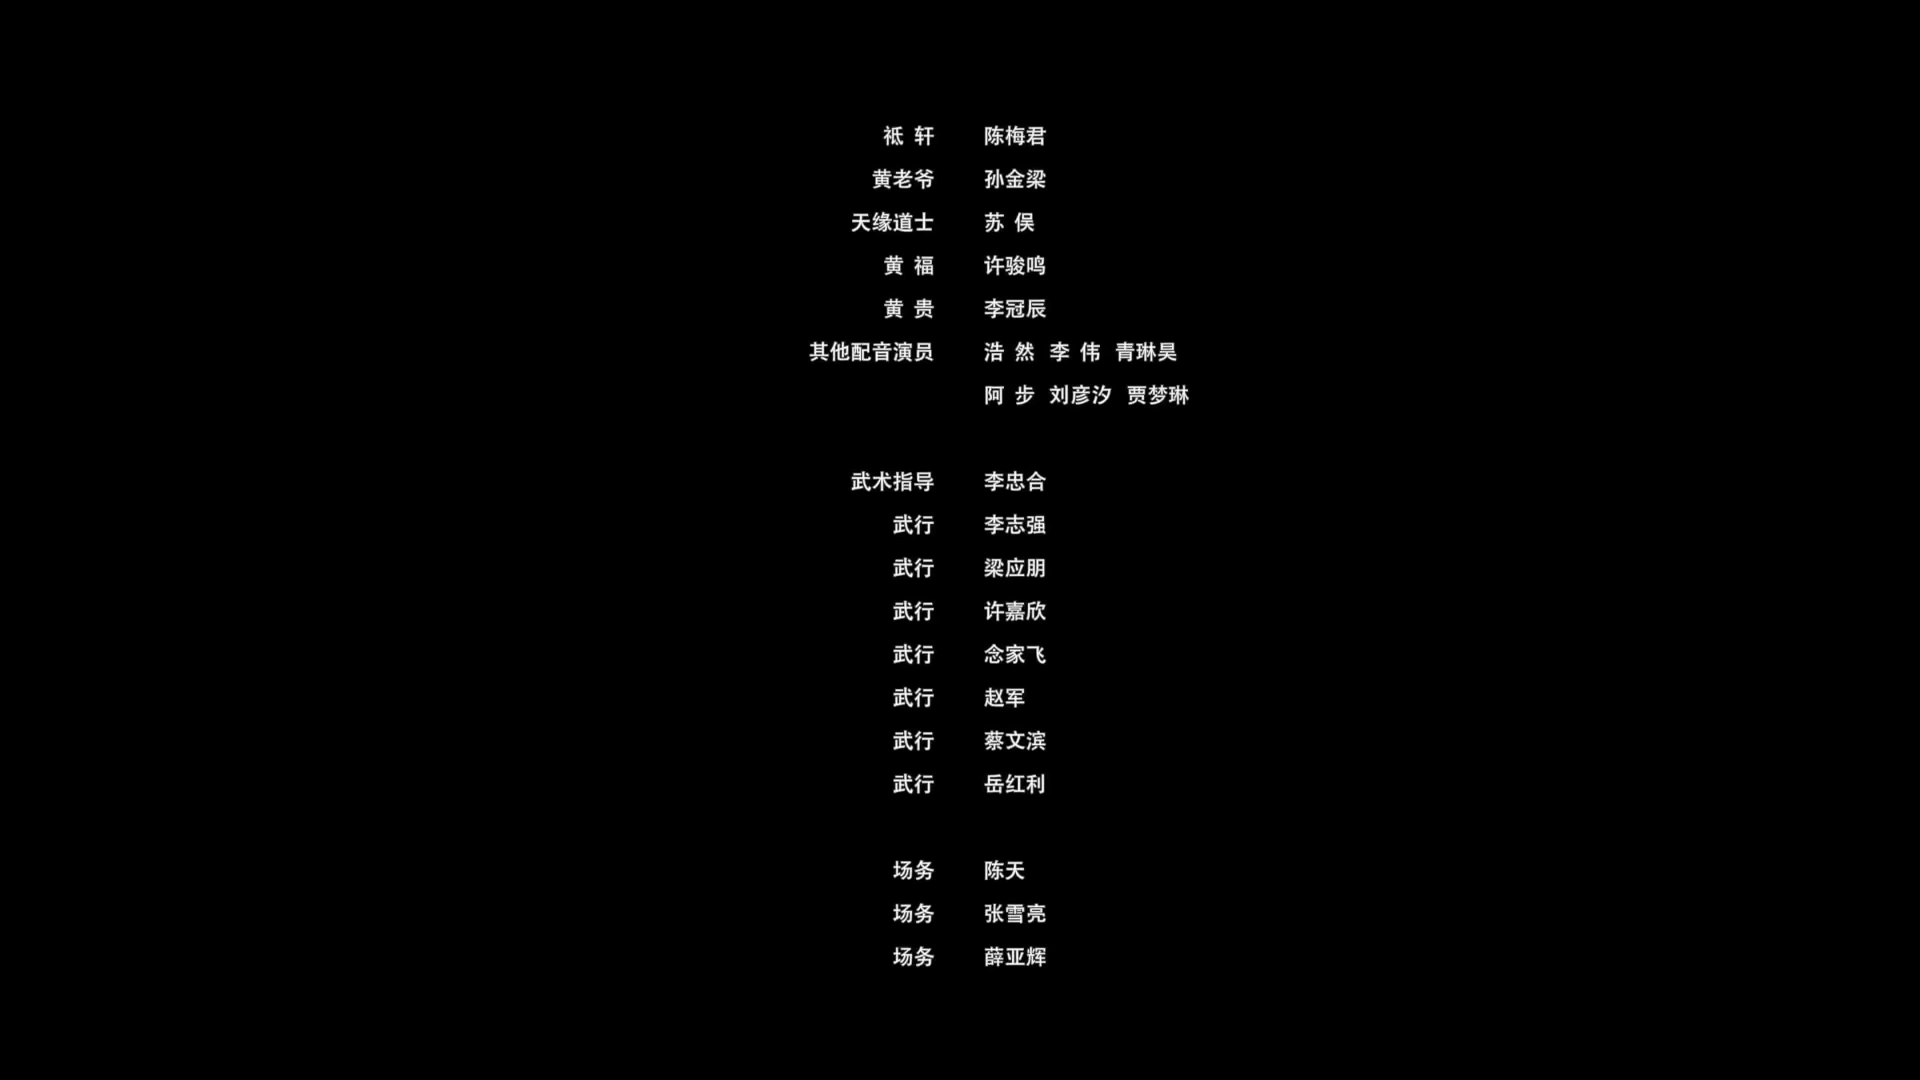 祗 轩 陈梅君
黄老爷 孙金梁
天缘道士 苏 俣
黄 福 许骏鸣
黄 贵 李冠辰
其他配音演员 浩 然 李 伟 青琳昊
阿 步 刘彦汐 贾梦琳
武术指导 李忠合
武行 李志强
武行 梁应朋
武行 许嘉欣
武行 念家飞
武行 赵军
武行 蔡文滨
武行 岳红利
场务 陈天
场务 张雪亮
场务 薛亚辉